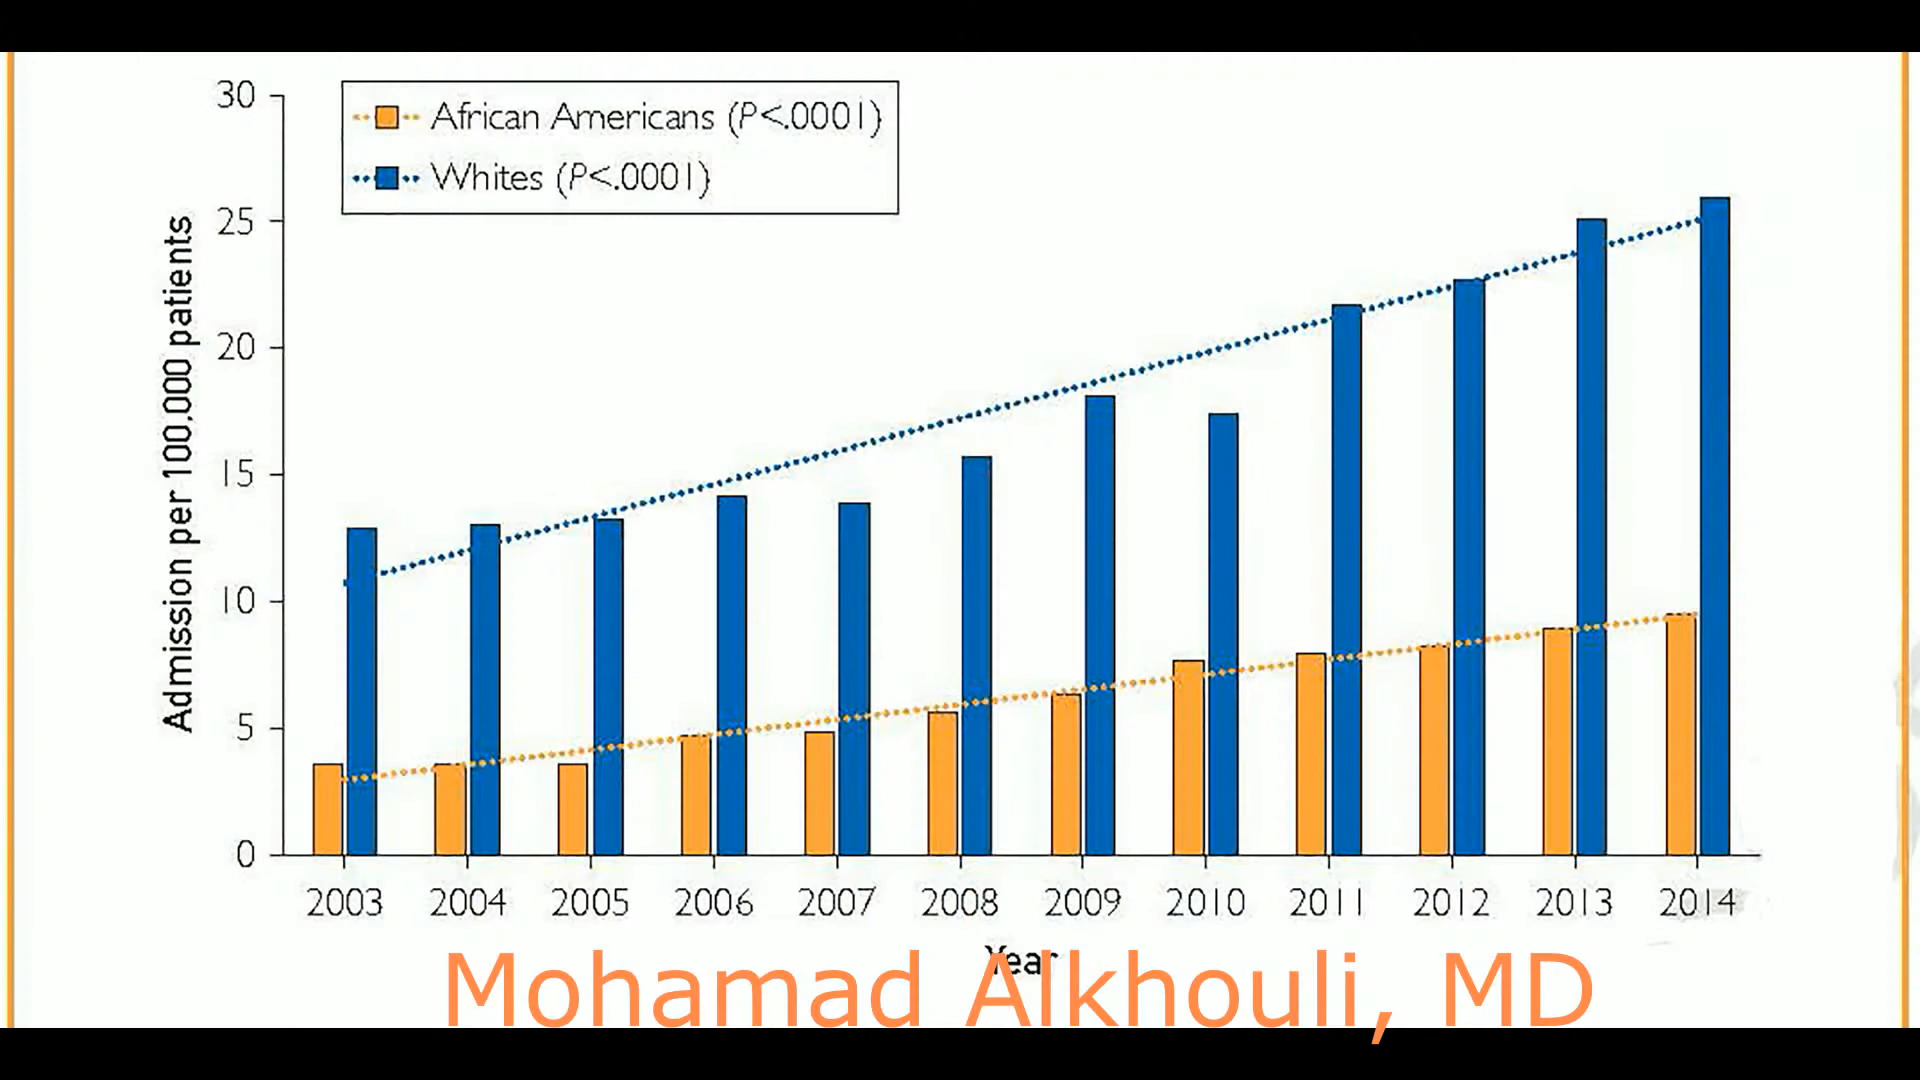 30
African Americans (P<.0001)
Whites (P<.0001)
25
20
15
10
5
0
Admission per 100,000 patients
2003 2004 2005 2006 2007 2008 2009 2010 2011 2012 2013 2014
Year
Mohamad Alkhouli, MD